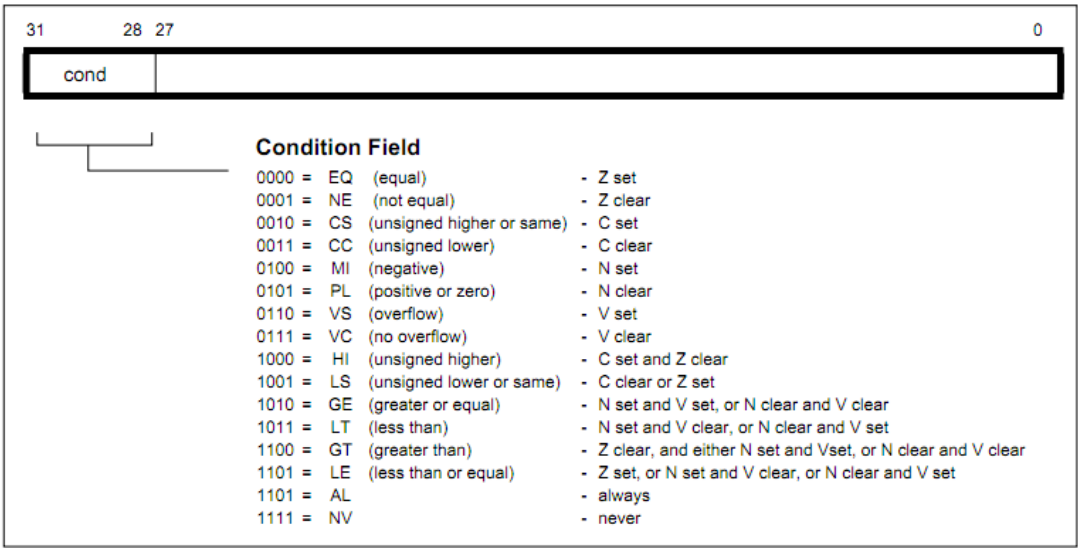 31 28 27 0
cond
Condition Field
0000 = EQ (equal) - Z set
0001 = NE (not equal) - Z clear
0010 = CS (unsigned higher or same) - C set
0011 = CC (unsigned lower) - C clear
0100 = MI (negative) - N set
0101 = PL (positive or zero) - N clear
0110 = VS (overflow) - V set
0111 = VC (no overflow) - V clear
1000 = HI (unsigned higher) - C set and Z clear
1001 = LS (unsigned lower or same) - C clear or Z set
1010 = GE (greater or equal) - N set and V set, or N clear and V clear
1011 = LT (less than) - N set and V clear, or N clear and V set
1100 = GT (greater than) - Z clear, and either N set and Vset, or N clear and V clear
1101 = LE (less than or equal) - Z set, or N set and V clear, or N clear and V set
1101 = AL - always
1111 = NV - never